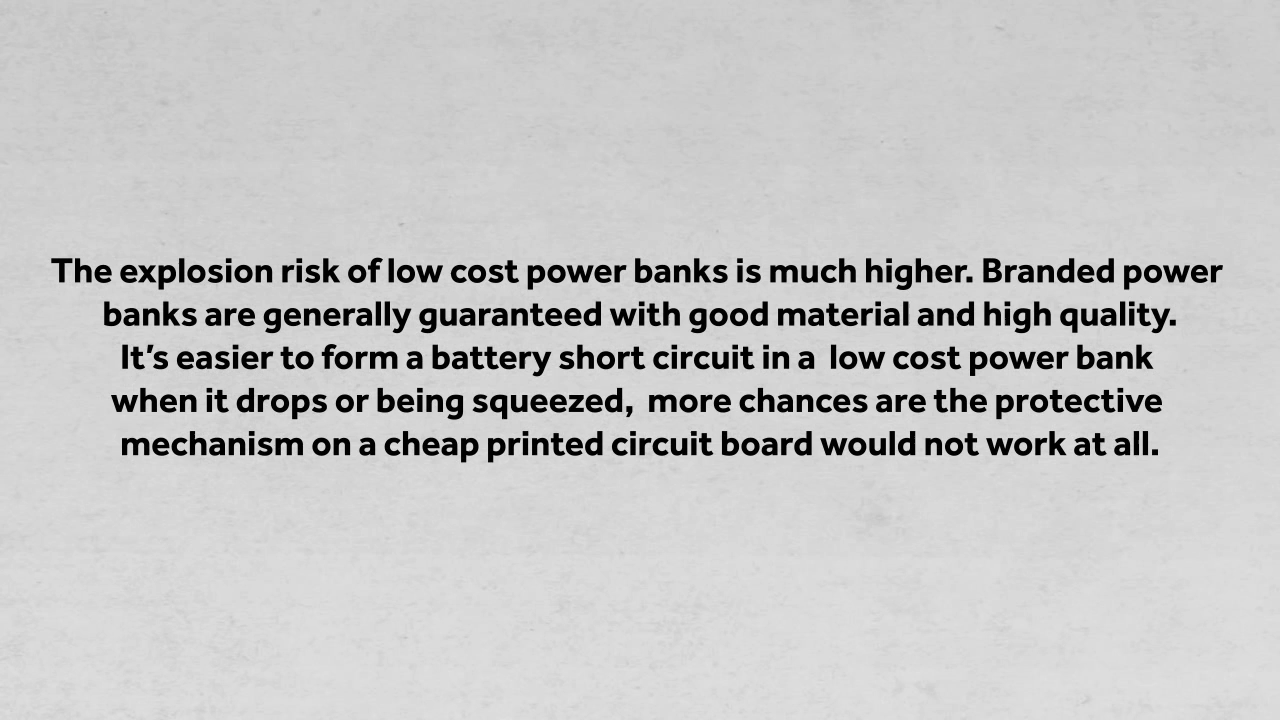 The explosion risk of low cost power banks is much higher. Branded power
banks are generally guaranteed with good material and high quality.
It's easier to form a battery short circuit in a  low cost power bank
when it drops or being squeezed,  more chances are the protective
mechanism on a cheap printed circuit board would not work at all.